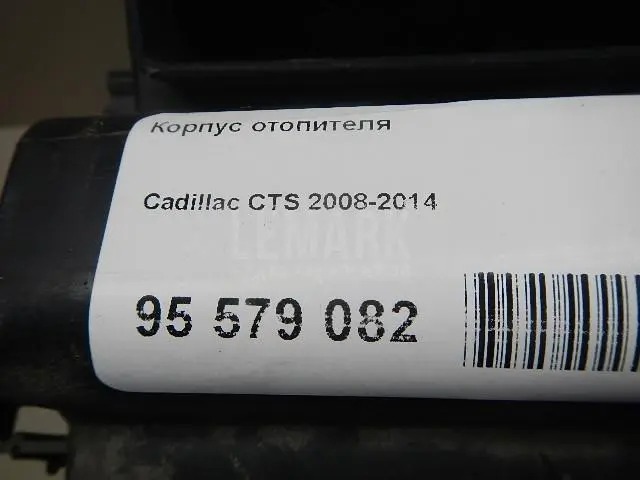 Корпус отопителя
Cadillac CTS 2008-2014
LEMARK
95 579 082